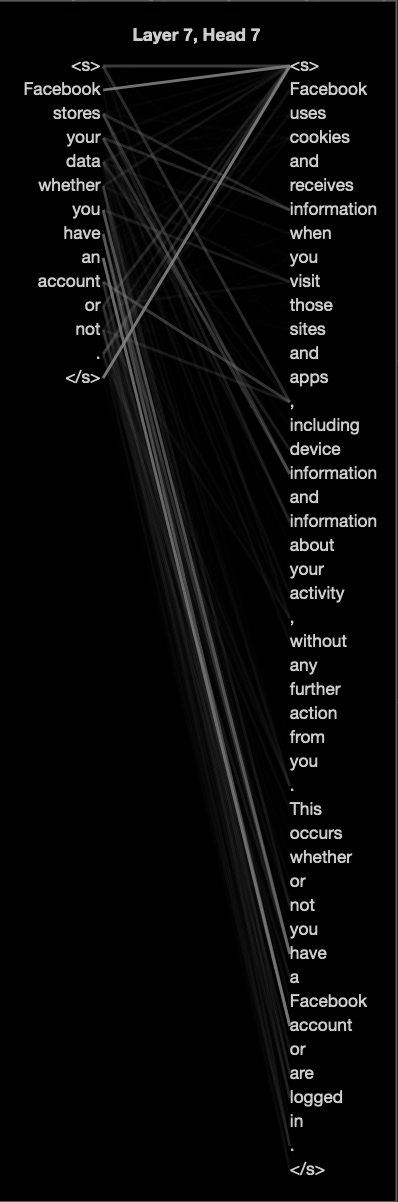 Layer 7, Head 7
<s>
Facebook
stores
your
data
whether
you
have
an
account
or
not
.
</s>
<s>
Facebook
uses
cookies
and
receives
information
when
you
visit
those
sites
and
apps
,
including
device
information
and
information
about
your
activity
,
without
any
further
action
from
you
.
This
occurs
whether
or
not
you
have
a
Facebook
account
or
are
logged
in
.
</s>